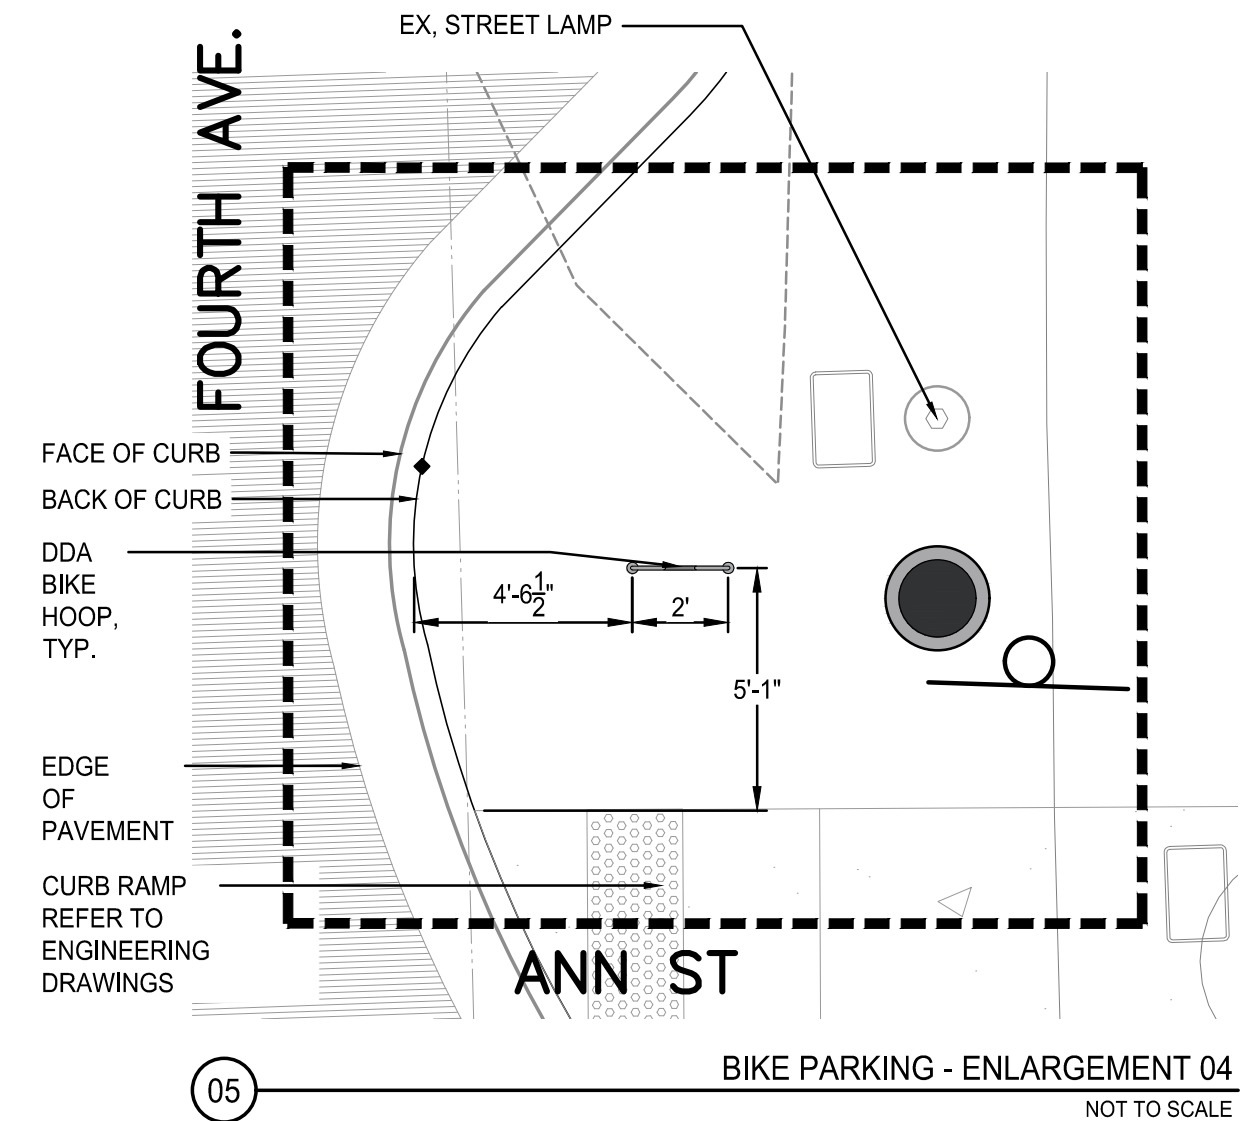 EX, STREET LAMP
FOURTH AVE.
FACE OF CURB
BACK OF CURB
DDA
BIKE
HOOP,
TYP.
4'-6 1/2"
2'
5'-1"
EDGE
OF
PAVEMENT
CURB RAMP
REFER TO
ENGINEERING
DRAWINGS
ANN ST
05
BIKE PARKING - ENLARGEMENT 04
NOT TO SCALE